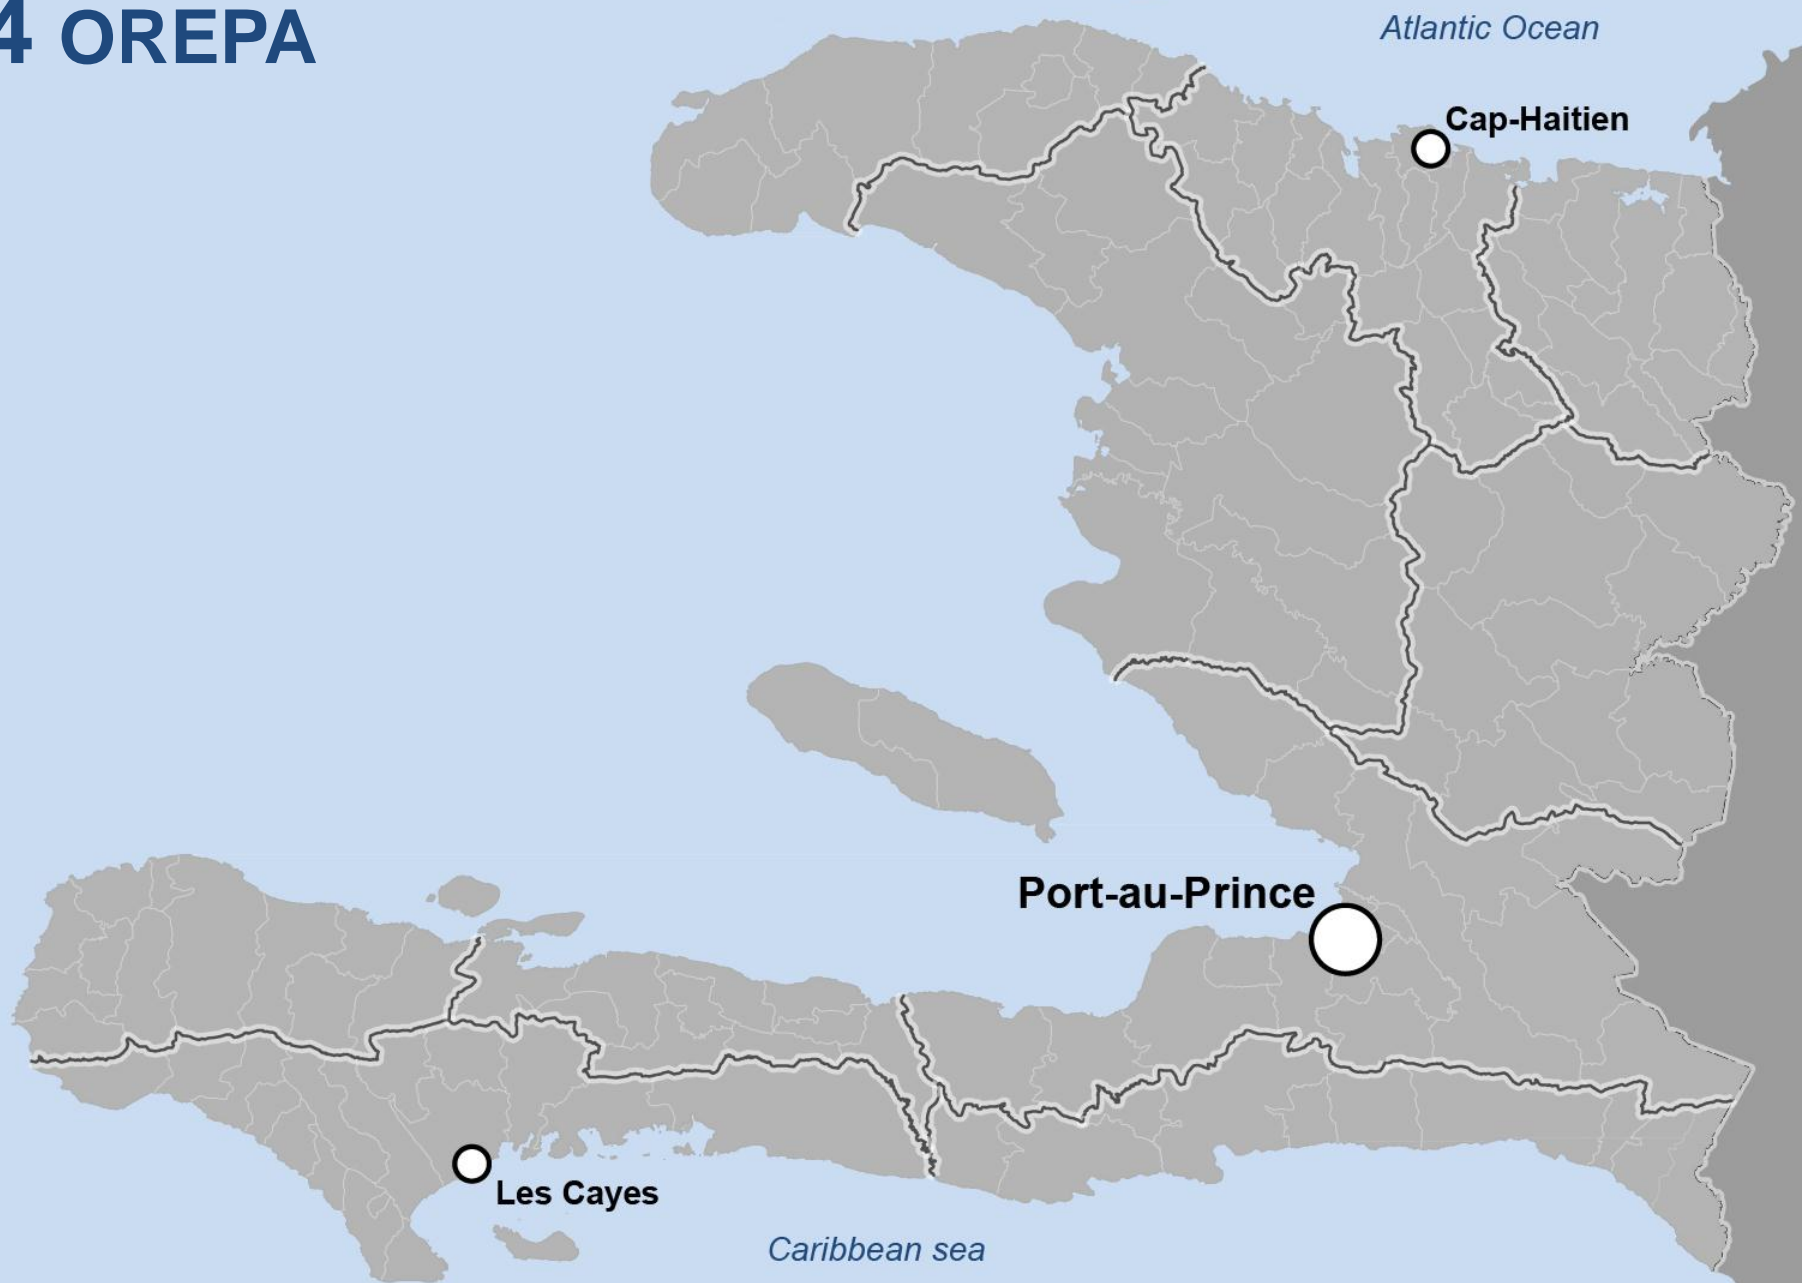 4 OREPA
Atlantic Ocean
Cap-Haitien
Port-au-Prince
Les Cayes
Caribbean sea